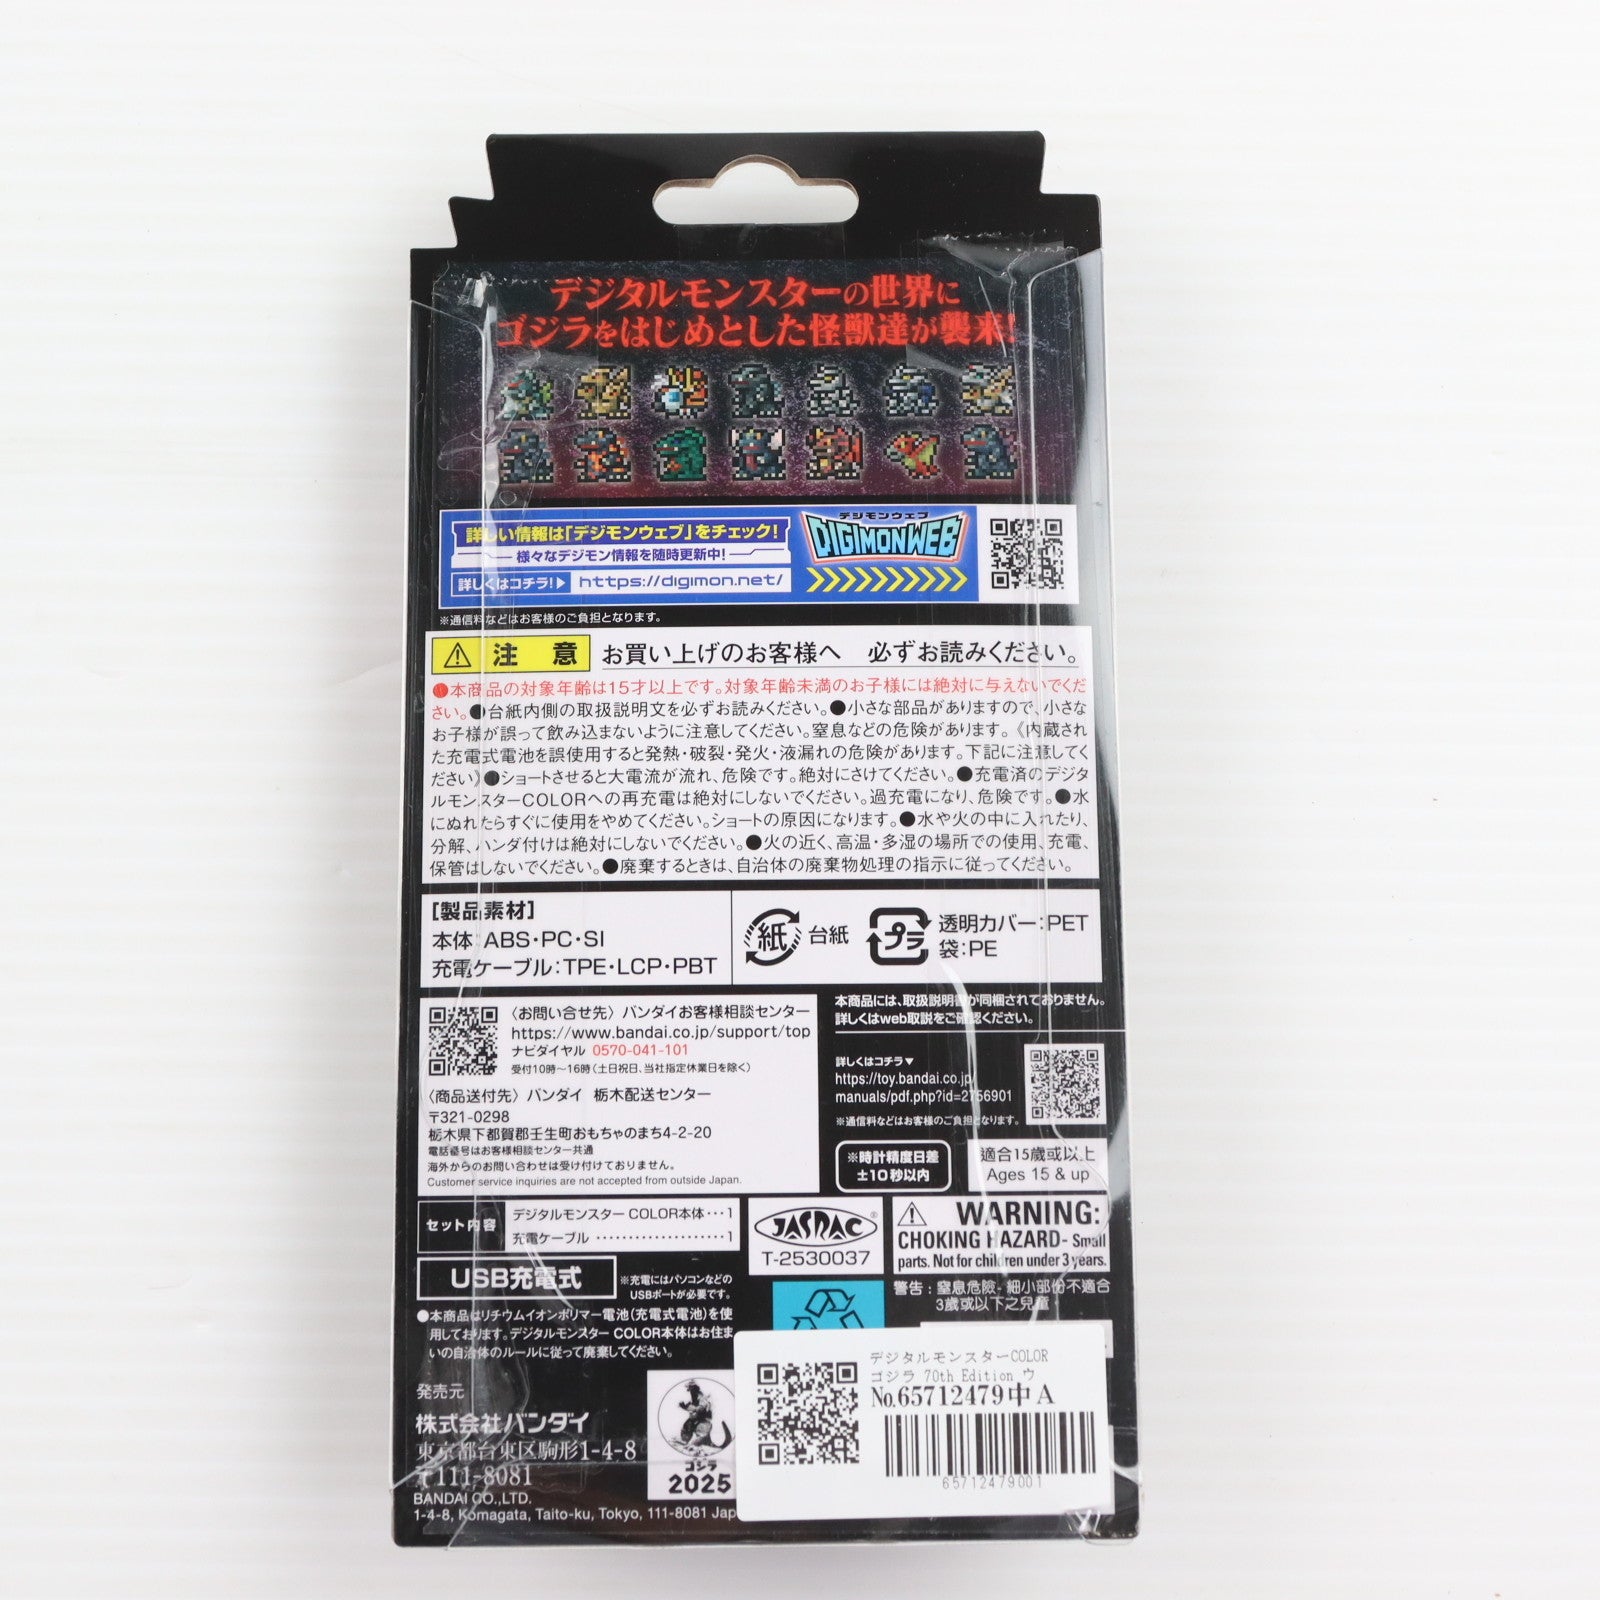 デジタルモンスターの世界に
ゴジラをはじめとした怪獣達が襲来!
詳しい情報は「デジモンウェブ」をチェック!
様々なデジモン情報を随時更新中!
詳しくはコチラ!▶ https://digimon.net/
デジモンウェブ
DIGIMONWEB
※通信料などはお客様のご負担となります。
注意 お買い上げのお客様へ 必ずお読みください。
●本商品の対象年齢は15才以上です。対象年齢未満のお子様には絶対に与えないでくだ
さい。●台紙内側の取扱説明文を必ずお読みください。●小さな部品がありますので、小さな
お子様が誤って飲み込まないように注意してください。窒息などの危険があります。《内蔵され
た充電式電池を誤使用すると発熱・破裂・発火・液漏れの危険があります。下記に注意してく
ださい》●ショートさせると大電流が流れ、危険です。絶対にさけてください。●充電済のデジタ
ルモンスターCOLORへの再充電は絶対にしないでください。過充電になり、危険です。●水
にぬれたらすぐに使用をやめてください。ショートの原因になります。●水や火の中に入れたり、
分解、ハンダ付けは絶対にしないでください。●火の近く、高温・多湿の場所での使用、充電、
保管はしないでください。●廃棄するときは、自治体の廃棄物処理の指示に従ってください。
[製品素材]
本体:ABS・PC・SI
充電ケーブル:TPE・LCP・PBT
紙 台紙
プラ 透明カバー:PET
袋:PE
〈お問い合せ先〉バンダイお客様相談センター
https://www.bandai.co.jp/support/top
ナビダイヤル 0570-041-101
受付10時〜16時(土日祝日、当社指定休業日を除く)
〈商品送付先〉バンダイ 栃木配送センター
〒321-0298
栃木県下都賀郡壬生町おもちゃのまち4-2-20
電話番号はお客様相談センター共通
海外からのお問い合わせは受け付けておりません。
Customer service inquiries are not accepted from outside Japan.
本商品には、取扱説明書が同梱されておりません。
詳しくはweb取説をご確認ください。
詳しくはコチラ▼
https://toy.bandai.co.jp/
manuals/pdf.php?id=2756901
※通信料などはお客様のご負担となります。
※時計精度日差
±10秒以内
適合15歲或以上
Ages 15 & up
セット内容
デジタルモンスター COLOR本体…1
充電ケーブル …………………1
JASRAC
T-2530037
WARNING:
CHOKING HAZARD- Small
parts. Not for children under 3 years.
警告:窒息危險- 細小部份不適合
3歲或以下之兒童
USB充電式
※充電にはパソコンなどの
USBポートが必要です。
●本商品はリチウムイオンポリマー電池(充電式電池)を使
用しております。デジタルモンスター COLOR本体はお住ま
いの自治体のルールに従って廃棄してください。
発売元
株式会社バンダイ
東京都台東区駒形1-4-8
〒111-8081
BANDAI CO.,LTD.
1-4-8, Komagata, Taito-ku, Tokyo, 111-8081 Jap
ゴジラ
2025
デジタルモンスターCOLOR
ゴジラ 70th Edition ウ
No.65712479中A
65712479001